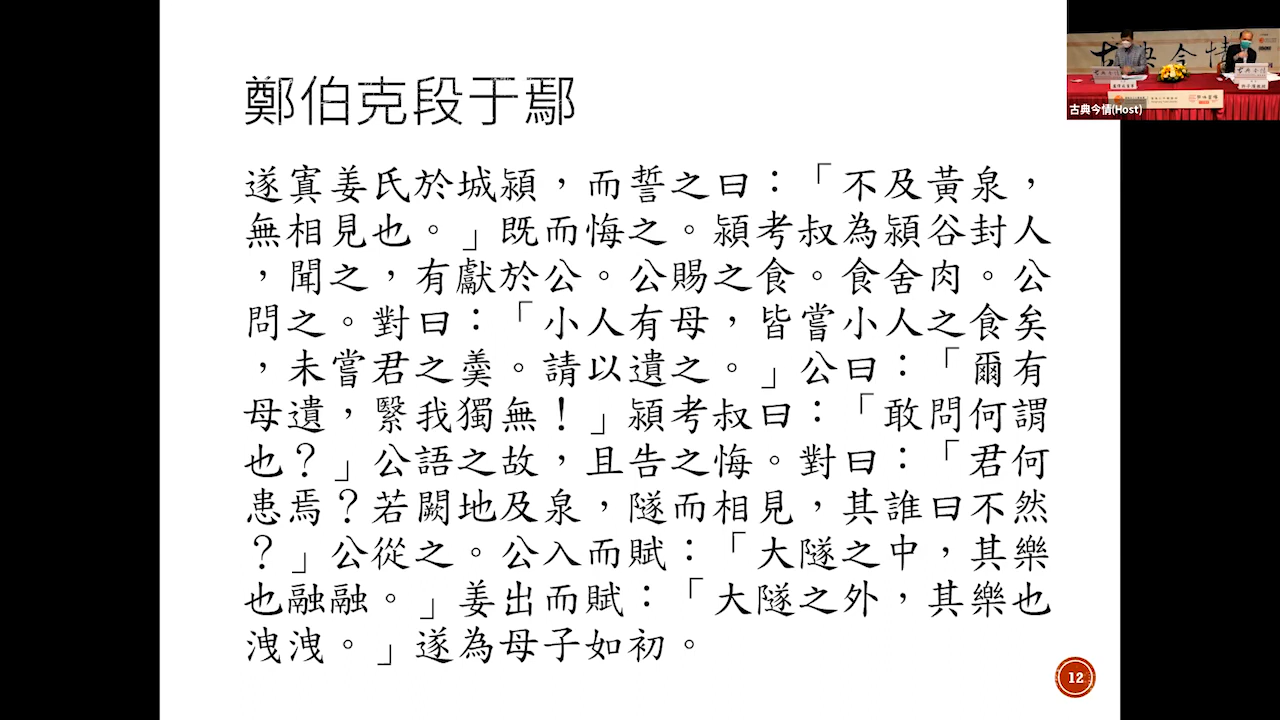 鄭伯克段于鄢
遂寘姜氏於城潁，而誓之曰：「不及黃泉，
無相見也。」既而悔之。潁考叔為潁谷封人
，聞之，有獻於公。公賜之食。食舍肉。公
問之。對曰：「小人有母，皆嘗小人之食矣
，未嘗君之羹。請以遺之。」公曰：「爾有
母遺，繄我獨無！」潁考叔曰：「敢問何謂
也？」公語之故，且告之悔。對曰：「君何
患焉？若闕地及泉，隧而相見，其誰曰不然
？」公從之。公入而賦：「大隧之中，其樂
也融融。」姜出而賦：「大隧之外，其樂也
洩洩。」遂為母子如初。
12
古典今情
古典今情(Host)